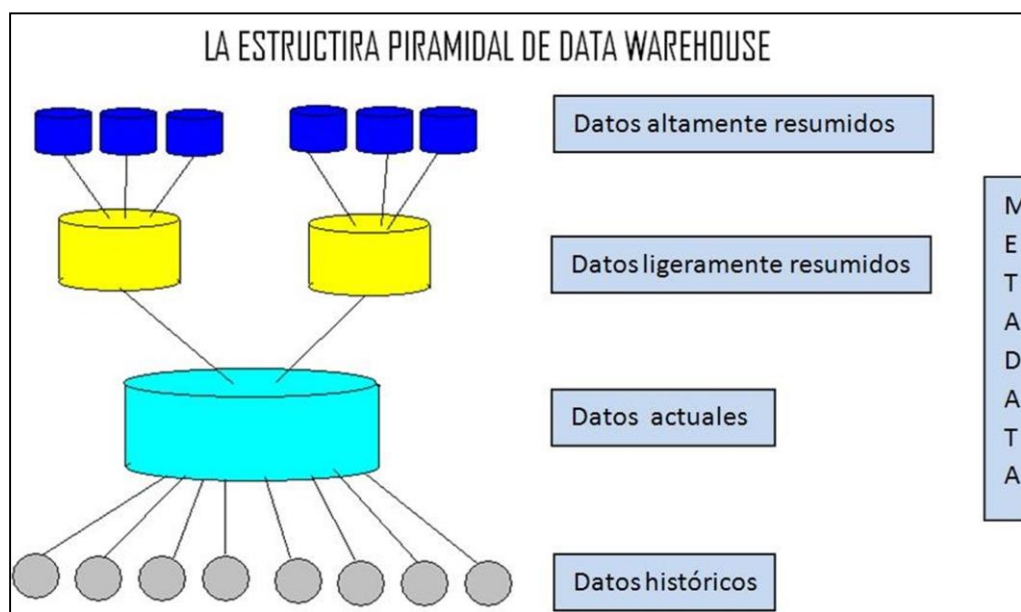 LA ESTRUCTIRA PIRAMIDAL DE DATA WAREHOUSE
Datos altamente resumidos
Datos ligeramente resumidos
Datos actuales
Datos históricos
M
E
T
A
D
A
T
A